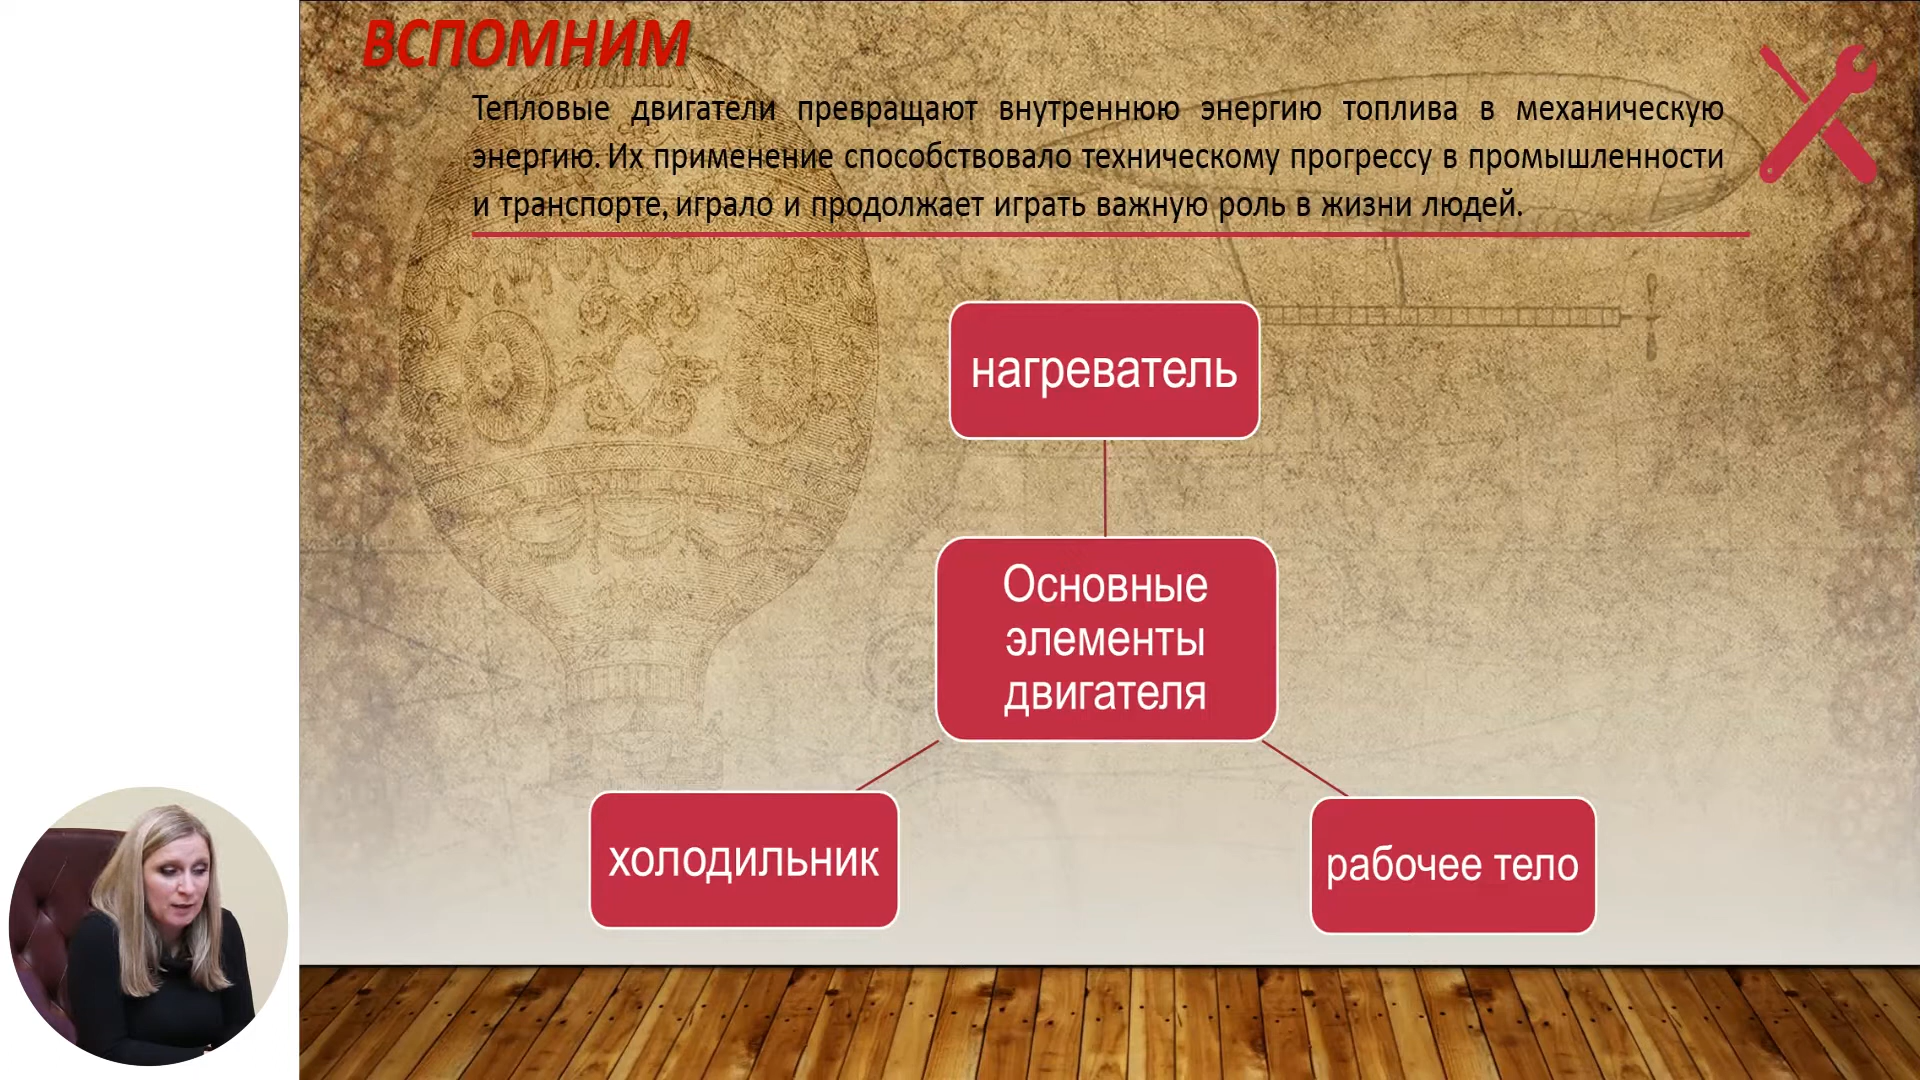 ВСПОМНИМ
Тепловые двигатели превращают внутреннюю энергию топлива в механическую
энергию. Их применение способствовало техническому прогрессу в промышленности
и транспорте, играло и продолжает играть важную роль в жизни людей.
нагреватель
Основные
элементы
двигателя
холодильник
рабочее тело